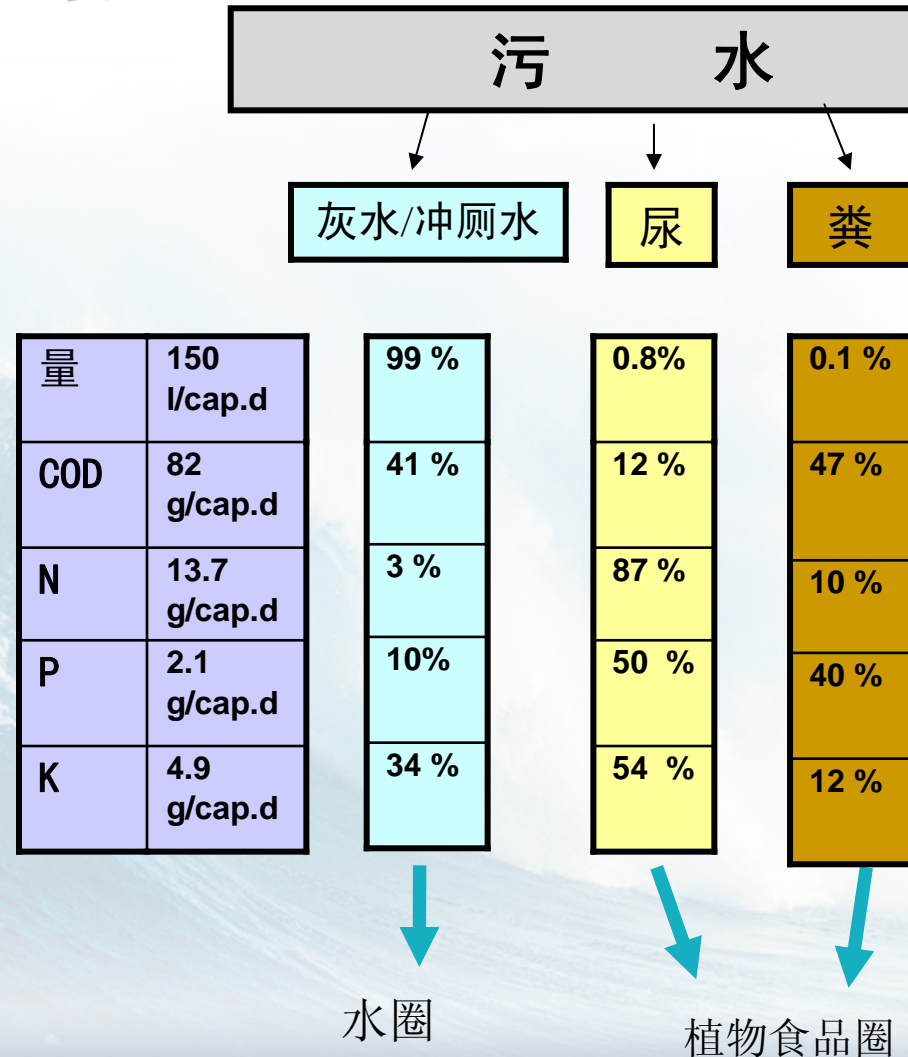 污 水
灰水/冲厕水
尿
粪
量 150 l/cap.d 99 % 0.8% 0.1 %
COD 82 g/cap.d 41 % 12 % 47 %
N 13.7 g/cap.d 3 % 87 % 10 %
P 2.1 g/cap.d 10% 50 % 40 %
K 4.9 g/cap.d 34 % 54 % 12 %
水圈
植物食品圈